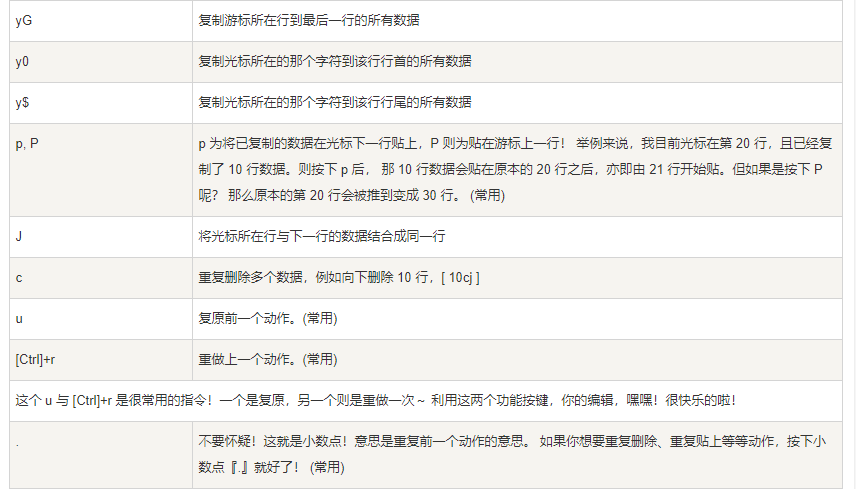 yG 复制游标所在行到最后一行的所有数据
y0 复制光标所在的那个字符到该行行首的所有数据
y$ 复制光标所在的那个字符到该行行尾的所有数据
p, P p 为将已复制的数据在光标下一行贴上，P 则为贴在游标上一行！ 举例来说，我目前光标在第 20 行，且已经复
制了 10 行数据。则按下 p 后， 那 10 行数据会贴在原本的 20 行之后，亦即由 21 行开始贴。但如果是按下 P
呢？ 那么原本的第 20 行会被推到变成 30 行。 (常用)
J 将光标所在行与下一行的数据结合成同一行
c 重复删除多个数据，例如向下删除 10 行，[ 10cj ]
u 复原前一个动作。(常用)
[Ctrl]+r 重做上一个动作。(常用)
这个 u 与 [Ctrl]+r 是很常用的指令！一个是复原，另一个则是重做一次～ 利用这两个功能按键，你的编辑，嘿嘿！很快乐的啦！
. 不要怀疑！这就是小数点！意思是重复前一个动作的意思。 如果你想要重复删除、重复贴上等等动作，按下小
数点『.』就好了！ (常用)